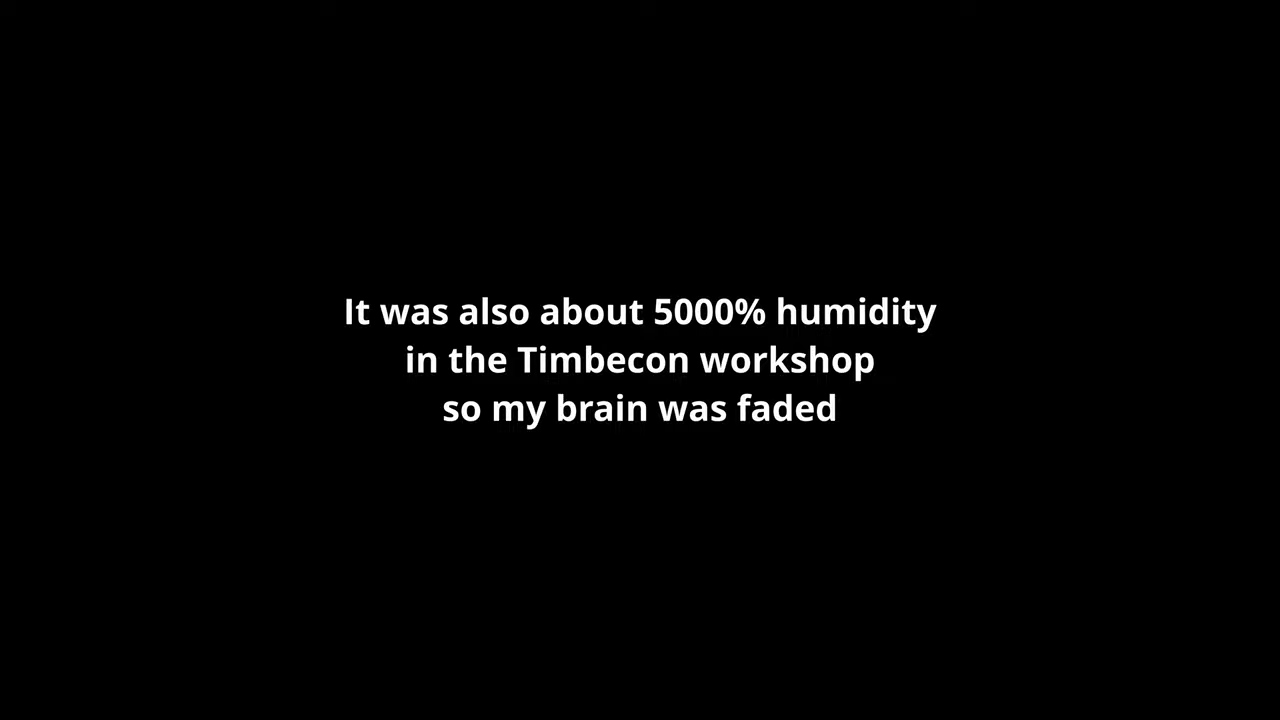 It was also about 5000% humidity
in the Timbecon workshop
so my brain was faded